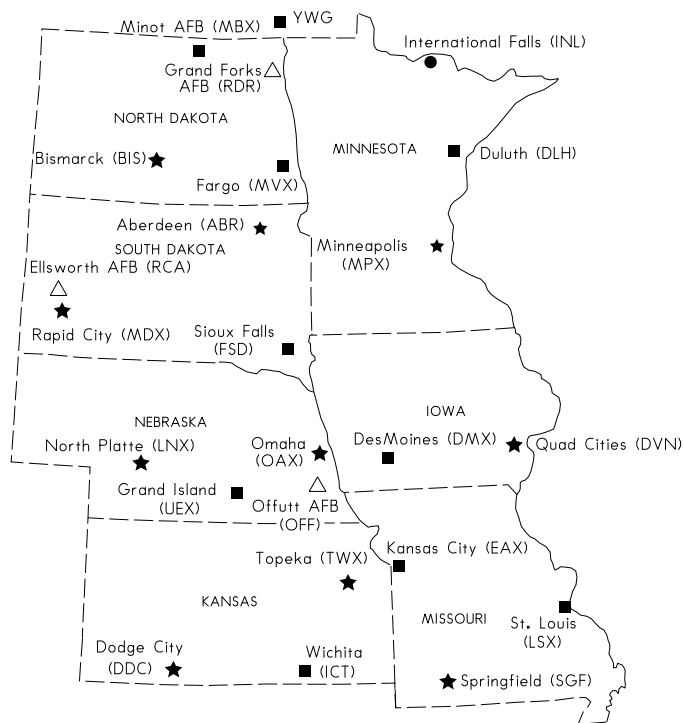 YWG
Minot AFB (MBX)
International Falls (INL)
Grand Forks
AFB (RDR)
NORTH DAKOTA
MINNESOTA
Bismarck (BIS)
Duluth (DLH)
Fargo (MVX)
Aberdeen (ABR)
SOUTH DAKOTA
Minneapolis
(MPX)
Ellsworth AFB (RCA)
Rapid City (MDX)
Sioux Falls
(FSD)
NEBRASKA
IOWA
North Platte (LNX)
Omaha
(OAX)
DesMoines (DMX)
Quad Cities (DVN)
Grand Island
(UEX)
Offutt AFB
(OFF)
Topeka (TWX)
Kansas City (EAX)
KANSAS
MISSOURI
St. Louis
(LSX)
Dodge City
(DDC)
Wichita
(ICT)
Springfield (SGF)